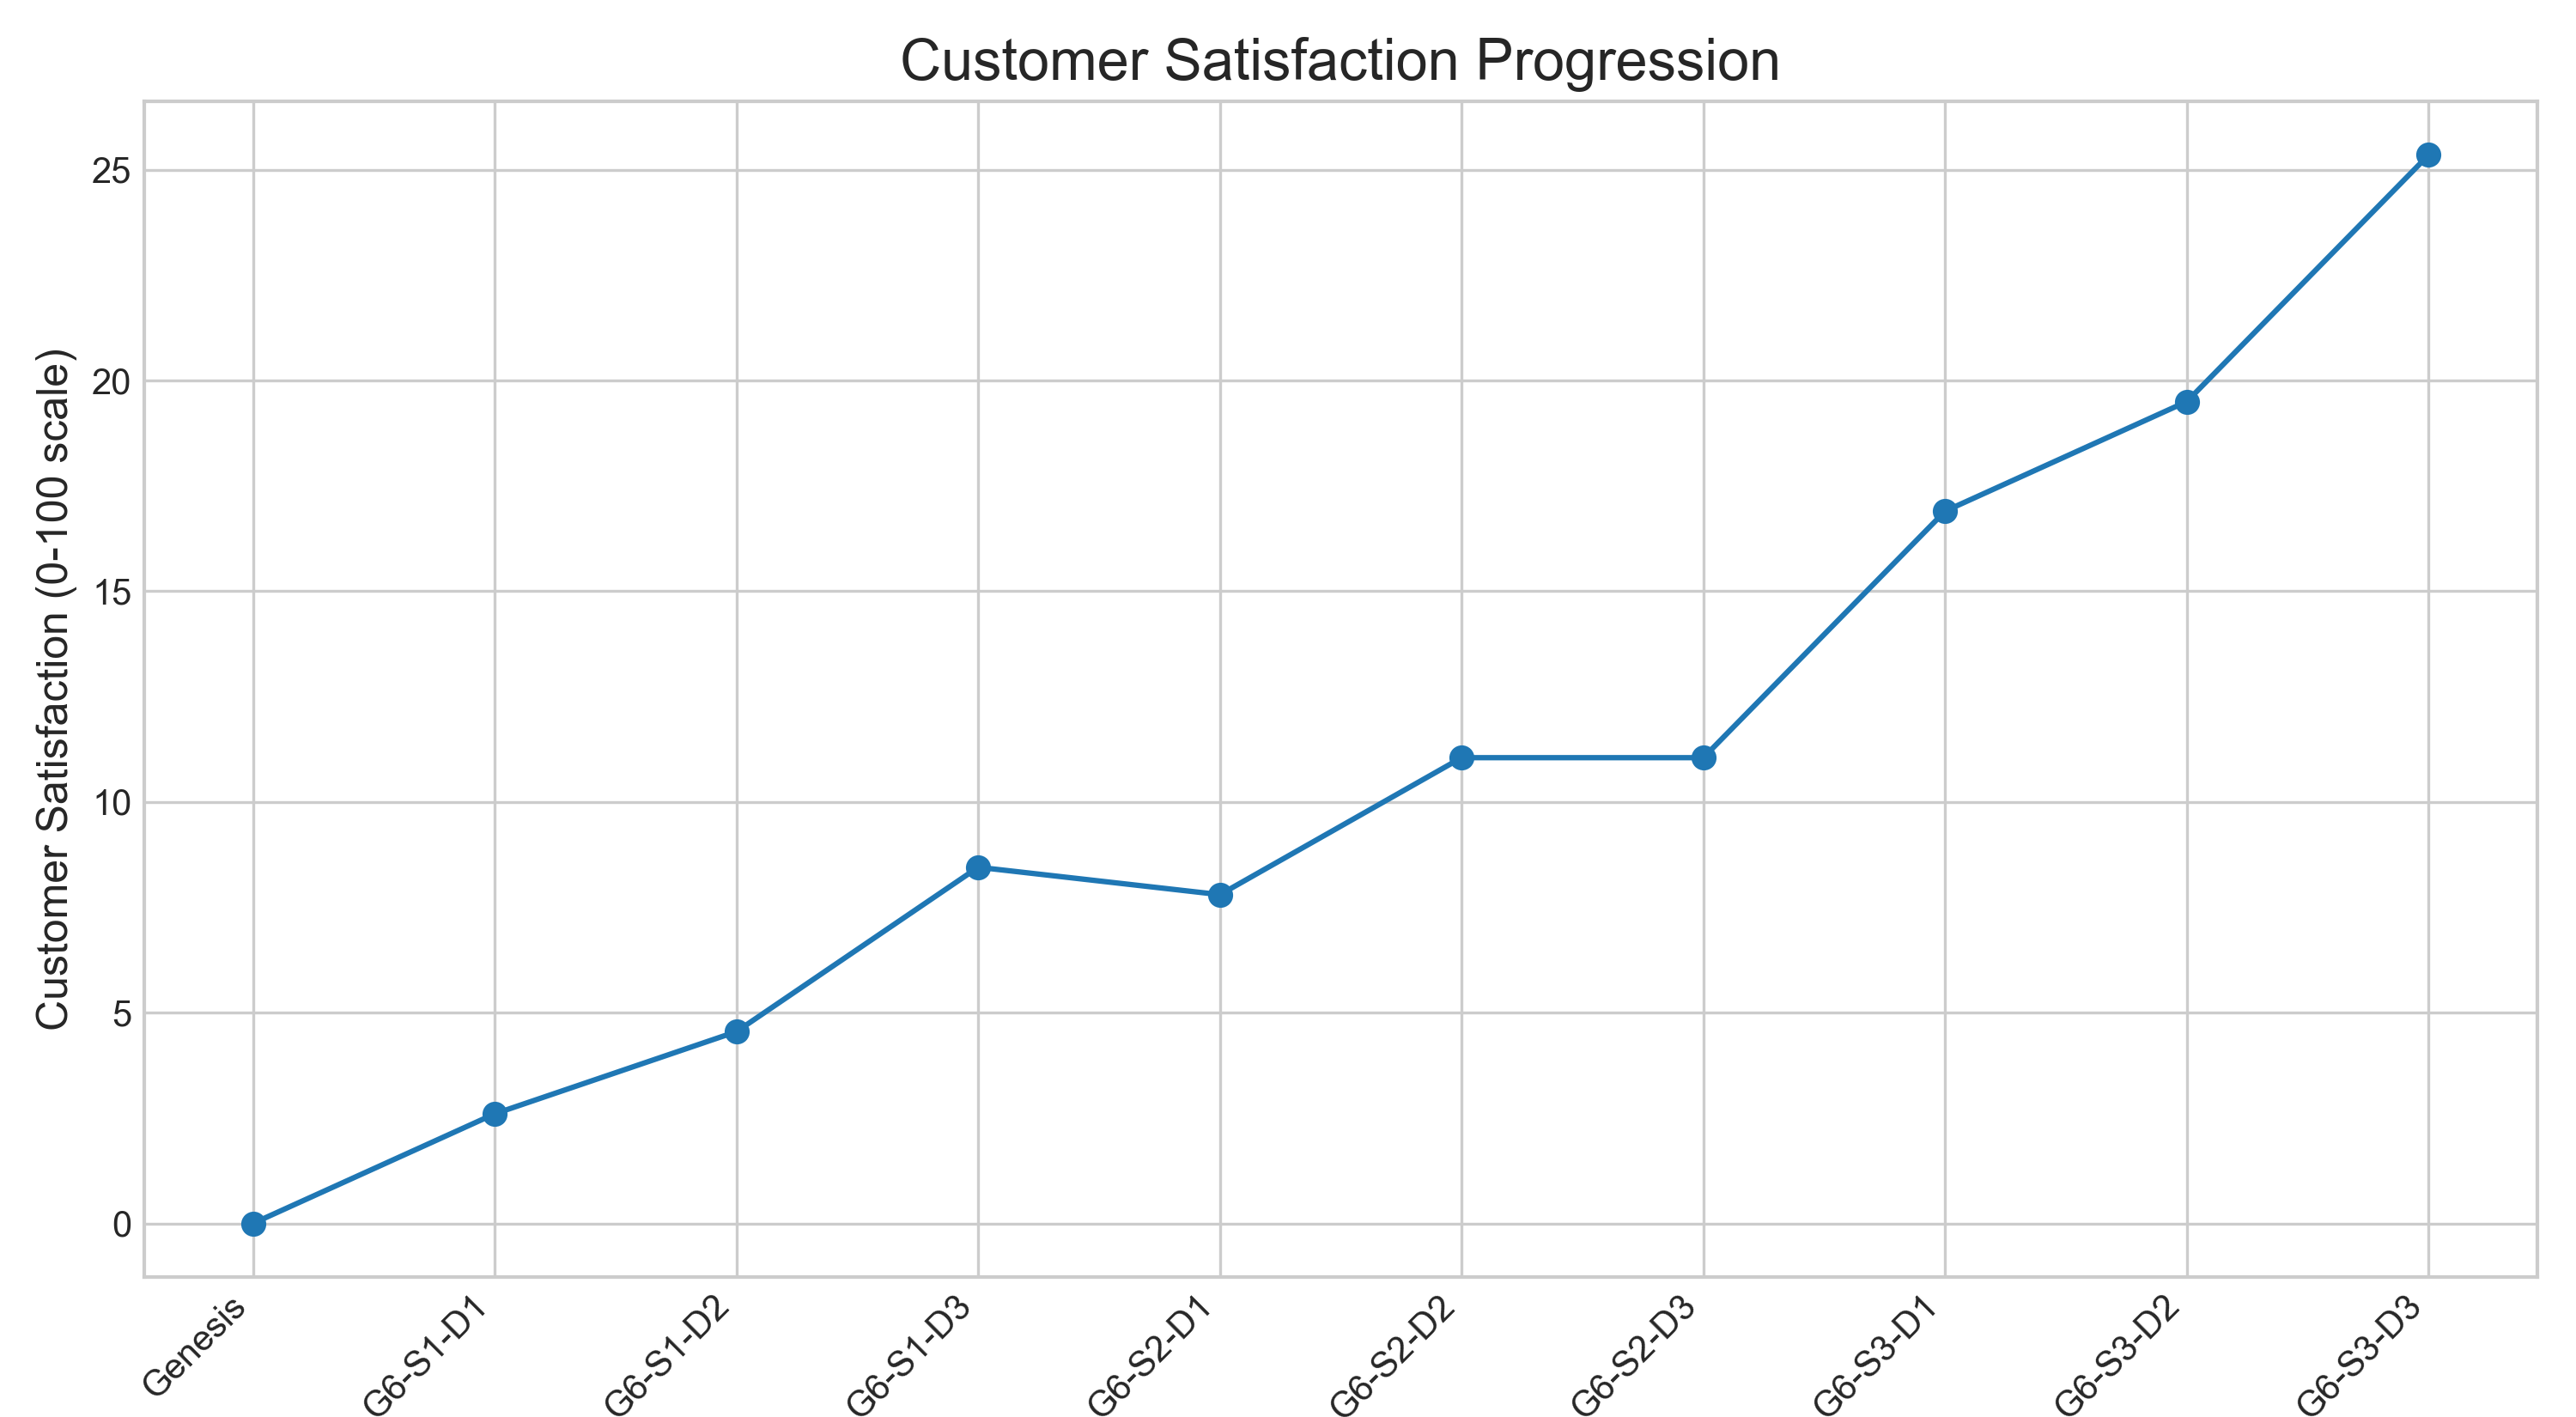 Customer Satisfaction Progression
Customer Satisfaction (0-100 scale)
25
20
15
10
5
0
Genesis
G6-S1-D1
G6-S1-D2
G6-S1-D3
G6-S2-D1
G6-S2-D2
G6-S2-D3
G6-S3-D1
G6-S3-D2
G6-S3-D3